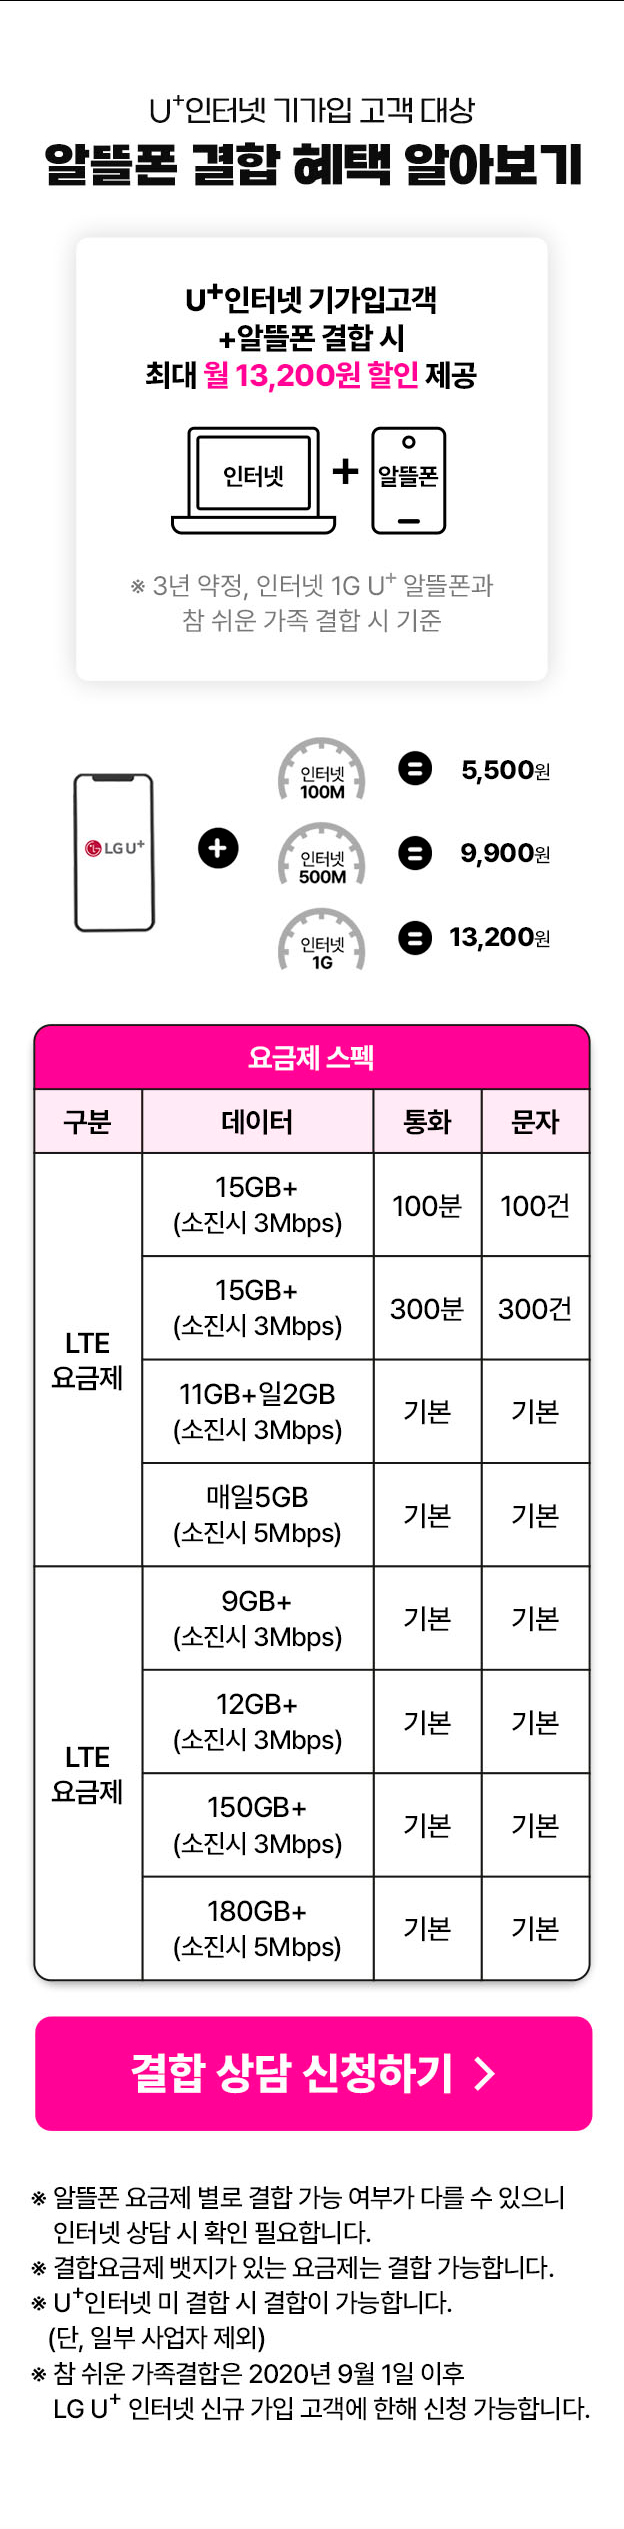 U+인터넷 기가입 고객 대상
알뜰폰 결합 혜택 알아보기
U+인터넷 기가입고객
+알뜰폰 결합 시
최대 월 13,200원 할인 제공
인터넷 + 알뜰폰
※ 3년 약정, 인터넷 1G U+ 알뜰폰과
참 쉬운 가족 결합 시 기준
LG U+
+
인터넷
100M
= 5,500원
인터넷
500M
= 9,900원
인터넷
1G
= 13,200원
요금제 스펙
구분 데이터 통화 문자
LTE
요금제
15GB+
(소진시 3Mbps)
100분 100건
15GB+
(소진시 3Mbps)
300분 300건
11GB+일2GB
(소진시 3Mbps)
기본 기본
매일5GB
(소진시 5Mbps)
기본 기본
LTE
요금제
9GB+
(소진시 3Mbps)
기본 기본
12GB+
(소진시 3Mbps)
기본 기본
150GB+
(소진시 3Mbps)
기본 기본
180GB+
(소진시 5Mbps)
기본 기본
결합 상담 신청하기 >
※ 알뜰폰 요금제 별로 결합 가능 여부가 다를 수 있으니
인터넷 상담 시 확인 필요합니다.
※ 결합요금제 뱃지가 있는 요금제는 결합 가능합니다.
※ U+인터넷 미 결합 시 결합이 가능합니다.
(단, 일부 사업자 제외)
※ 참 쉬운 가족결합은 2020년 9월 1일 이후
LG U+ 인터넷 신규 가입 고객에 한해 신청 가능합니다.